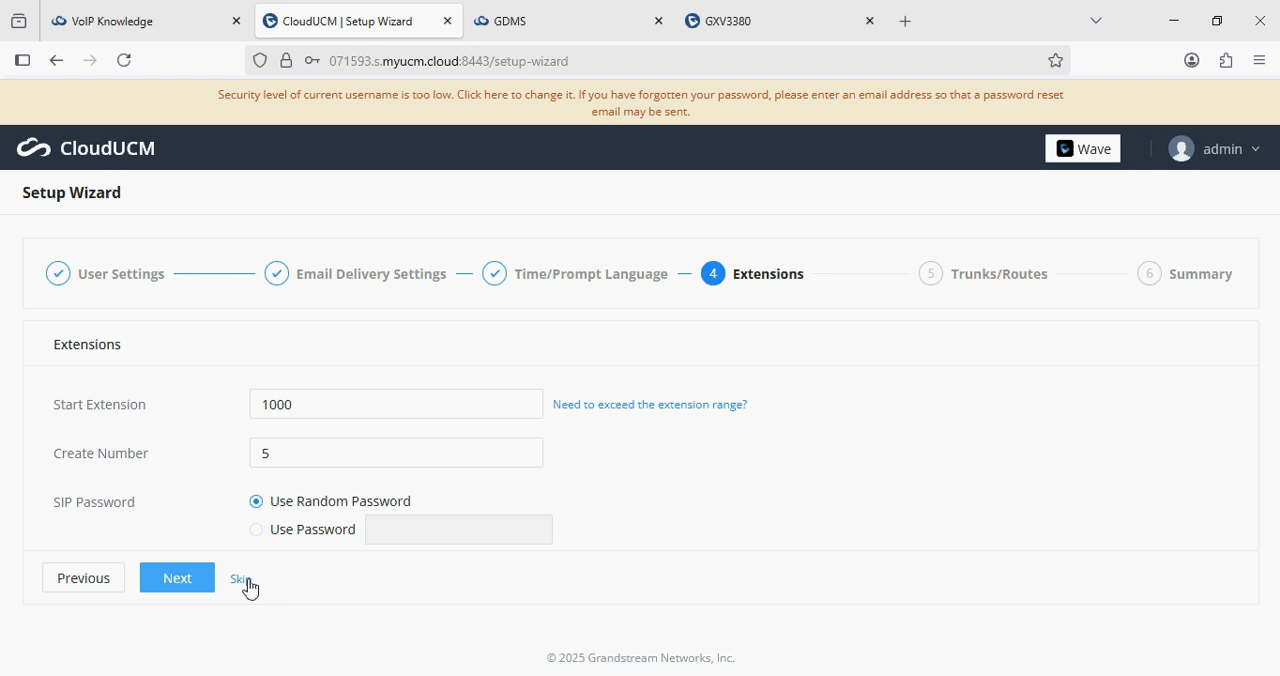 VoIP Knowledge
CloudUCM | Setup Wizard
GDMS
GXV3380
071593.s.myucm.cloud:8443/setup-wizard
Security level of current username is too low. Click here to change it. If you have forgotten your password, please enter an email address so that a password reset
email may be sent.
CloudUCM
Wave
admin
Setup Wizard
User Settings
Email Delivery Settings
Time/Prompt Language
4 Extensions
5 Trunks/Routes
6 Summary
Extensions
Start Extension
1000
Need to exceed the extension range?
Create Number
5
SIP Password
Use Random Password
Use Password
Previous
Next
Skip
© 2025 Grandstream Networks, Inc.